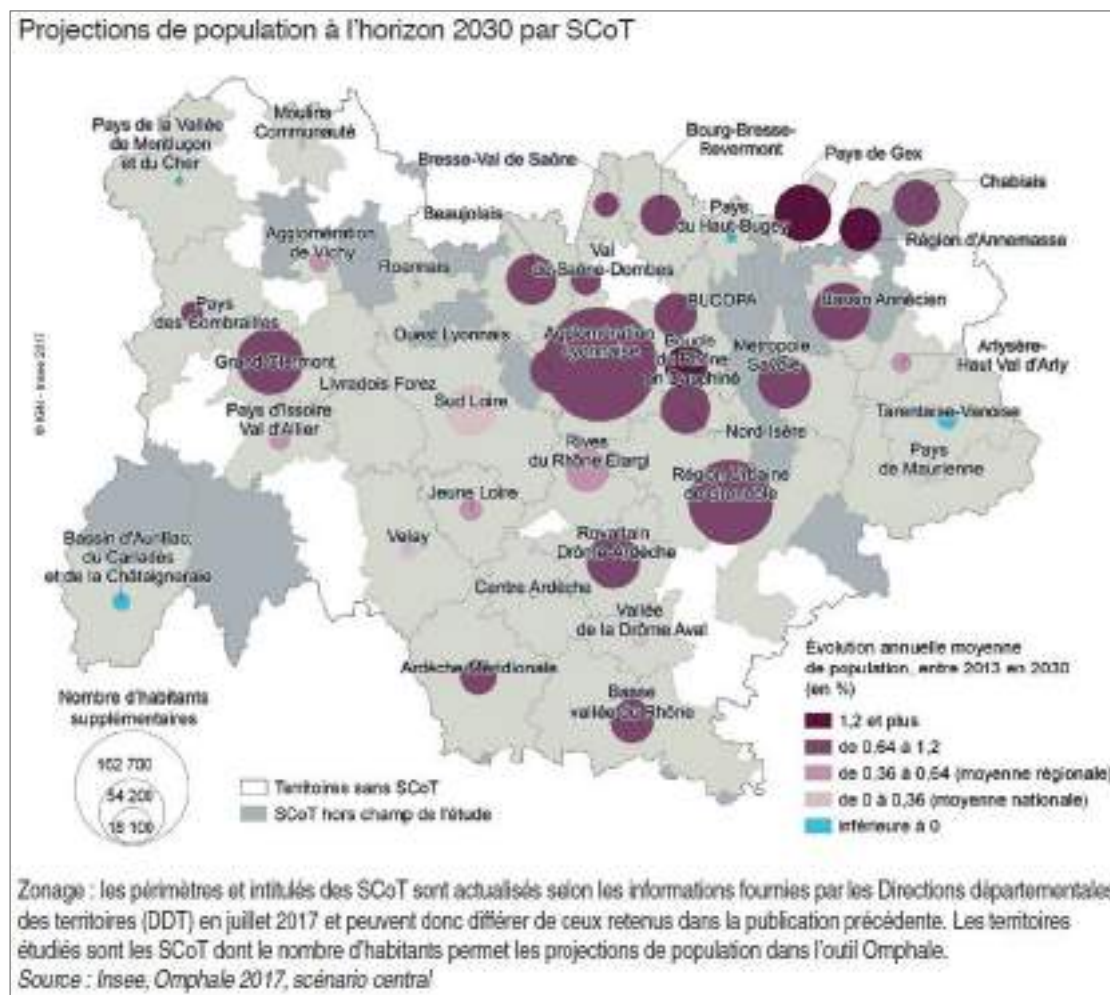 Projections de population à l'horizon 2030 par SCoT
Pays de la Vallée
de Montluçon
et du Cher
Moulins
Communauté
Bresse-Val de Saône
Bourg-Bresse-
Revermont
Pays de Gex
Chablais
Beaujolais
Pays
du Haut-Bugey
Région d'Annemasse
Agglomération
de Vichy
Roannais
Val
de Saône-Dombes
BUCOPA
Bassin Annécien
Pays
des Combrailles
Ouest Lyonnais
Agglomération
Lyonnaise
Boucle
du Rhône
en Dauphiné
Métropole
Savoie
Arlysère-
Haut Val d'Arly
Grand Clermont
Livradois Forez
Sud Loire
Tarentaise-Vanoise
Pays d'Issoire
Val d'Allier
Nord-Isère
Pays
de Maurienne
Rives
du Rhône Élargi
Région Urbaine
de Grenoble
Jeune Loire
Bassin d'Aurillac,
du Carladès
et de la Châtaigneraie
Velay
Rovaltain
Drôme-Ardèche
Centre Ardèche
Vallée
de la Drôme Aval
Ardèche Méridionale
Basse
vallée du Rhône
© IGN - Insee 2017
Nombre d'habitants
supplémentaires
162 700
54 200
18 100
Territoires sans SCoT
SCoT hors champ de l'étude
Évolution annuelle moyenne
de population, entre 2013 en 2030
(en %)
1,2 et plus
de 0,64 à 1,2
de 0,36 à 0,64 (moyenne régionale)
de 0 à 0,36 (moyenne nationale)
inférieure à 0
Zonage : les périmètres et intitulés des SCoT sont actualisés selon les informations fournies par les Directions départementales
des territoires (DDT) en juillet 2017 et peuvent donc différer de ceux retenus dans la publication précédente. Les territoires
étudiés sont les SCoT dont le nombre d'habitants permet les projections de population dans l'outil Omphale.
Source : Insee, Omphale 2017, scénario central